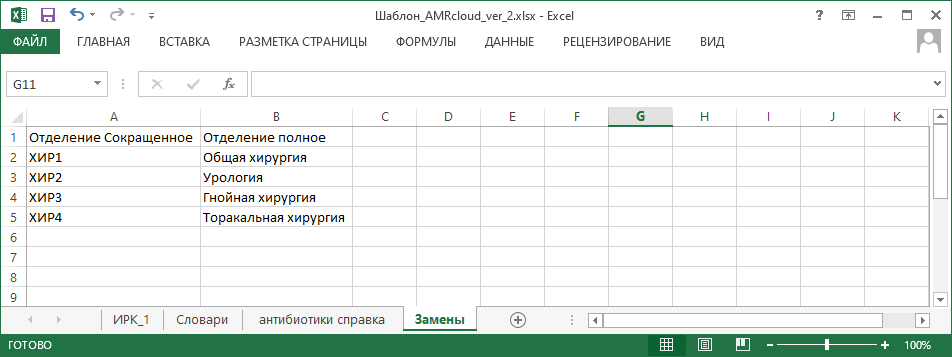 Шаблон_AMRcloud_ver_2.xlsx - Excel
ФАЙЛ ГЛАВНАЯ ВСТАВКА РАЗМЕТКА СТРАНИЦЫ ФОРМУЛЫ ДАННЫЕ РЕЦЕНЗИРОВАНИЕ ВИД
G11 fx
A B C D E F G H I J K
1 Отделение Сокращенное Отделение полное
2 ХИР1 Общая хирургия
3 ХИР2 Урология
4 ХИР3 Гнойная хирургия
5 ХИР4 Торакальная хирургия
6
7
8
9
ИРК_1 Словари антибиотики справка Замены
ГОТОВО 100%